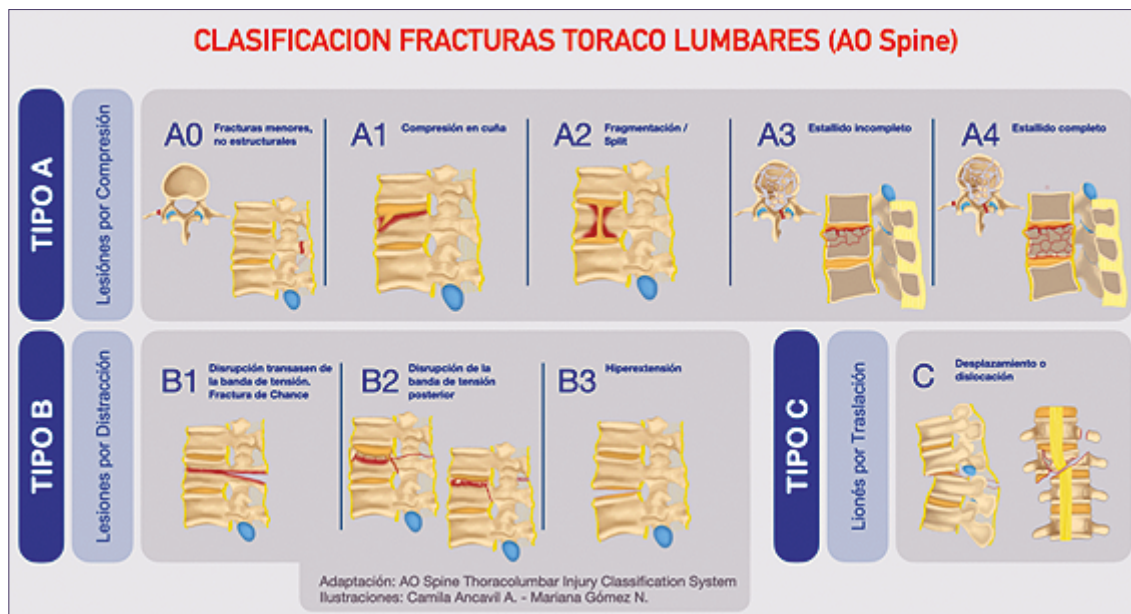 CLASIFICACION FRACTURAS TORACO LUMBARES (AO Spine)
TIPO A
Lesiónes por Compresión
A0 Fracturas menores,
no estructurales
A1 Compresión en cuña
A2 Fragmentación /
Split
A3 Estallido incompleto
A4 Estallido completo
TIPO B
Lesiones por Distracción
B1 Disrupción transasen de
la banda de tensión.
Fractura de Chance
B2 Disrupción de la
banda de tensión
posterior
B3 Hiperextensión
TIPO C
Lionés por Traslación
C Desplazamiento o
dislocación
Adaptación: AO Spine Thoracolumbar Injury Classification System
Ilustraciones: Camila Ancavil A. - Mariana Gómez N.